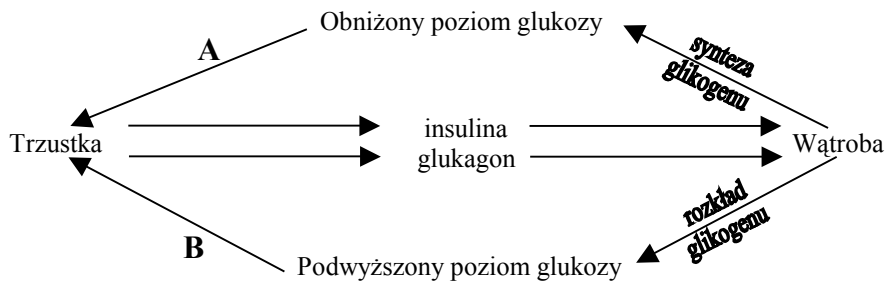 Obniżony poziom glukozy
A
synteza
glikogenu
Trzustka
insulina
glukagon
Wątroba
rozkład
glikogenu
B
Podwyższony poziom glukozy